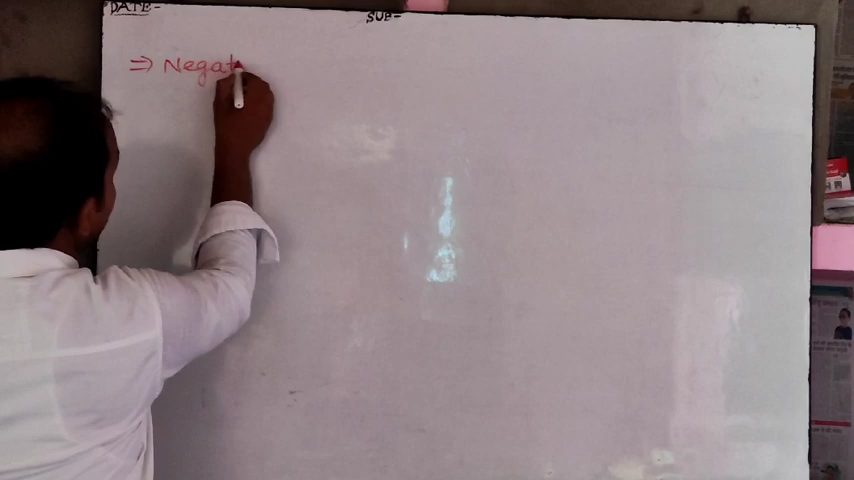 DATE-
SUB-
⇒ Negat